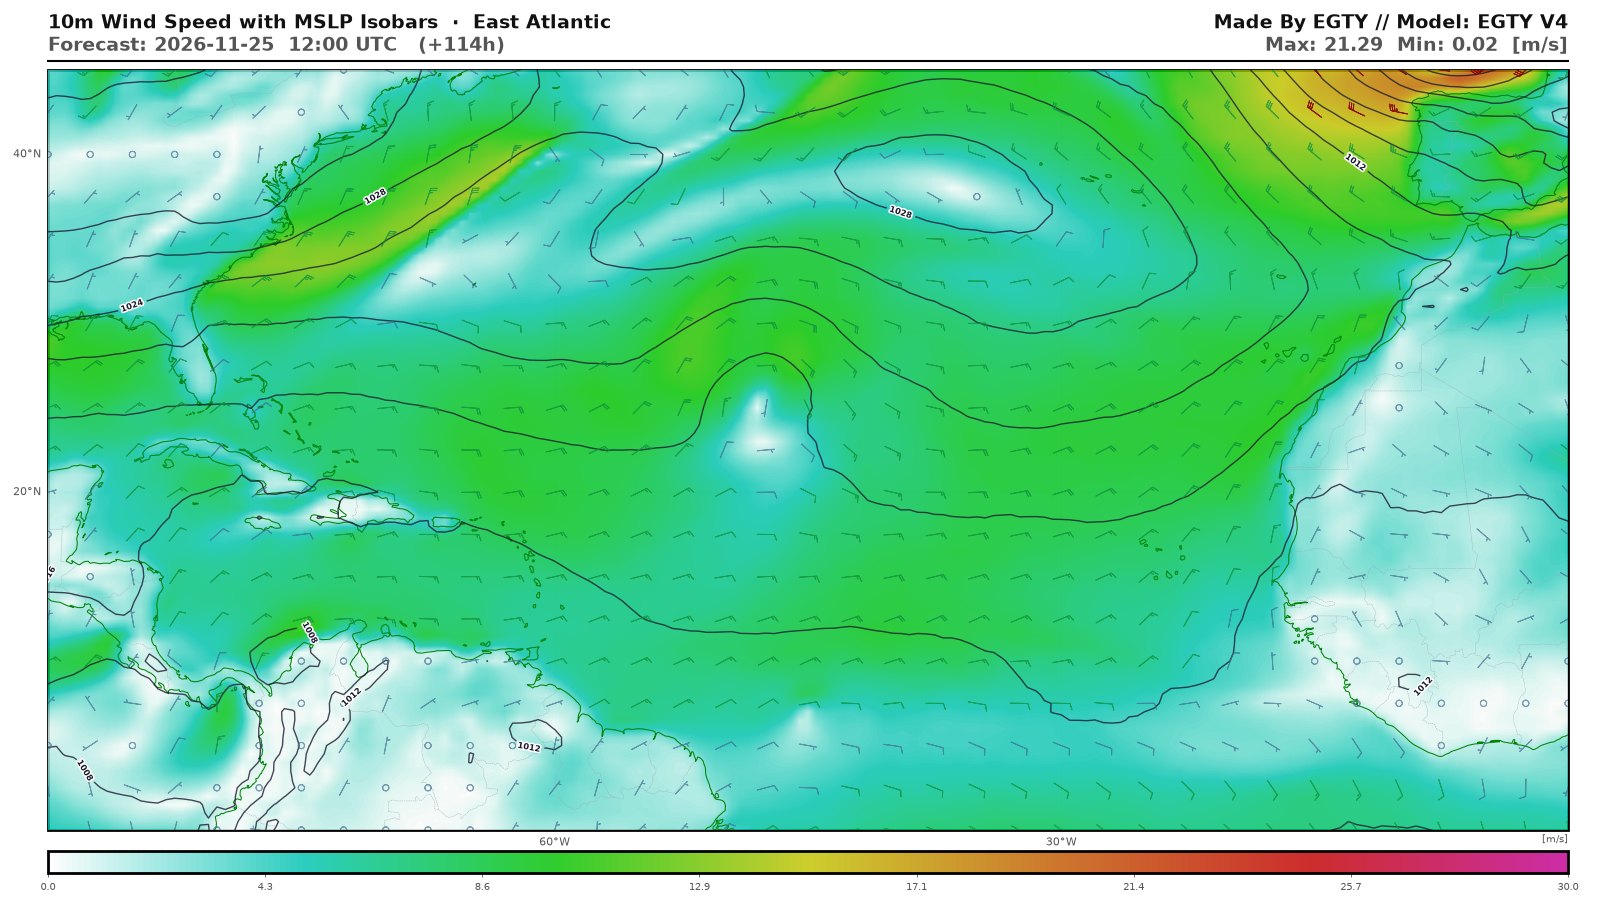 10m Wind Speed with MSLP Isobars · East Atlantic
Made By EGTY // Model: EGTY V4
Forecast: 2026-11-25 12:00 UTC (+114h)
Max: 21.29 Min: 0.02 [m/s]
40°N
1012
1028
1028
1024
20°N
16
1008
1012
1012
1012
1008
60°W
30°W
[m/s]
0.0
4.3
8.6
12.9
17.1
21.4
25.7
30.0